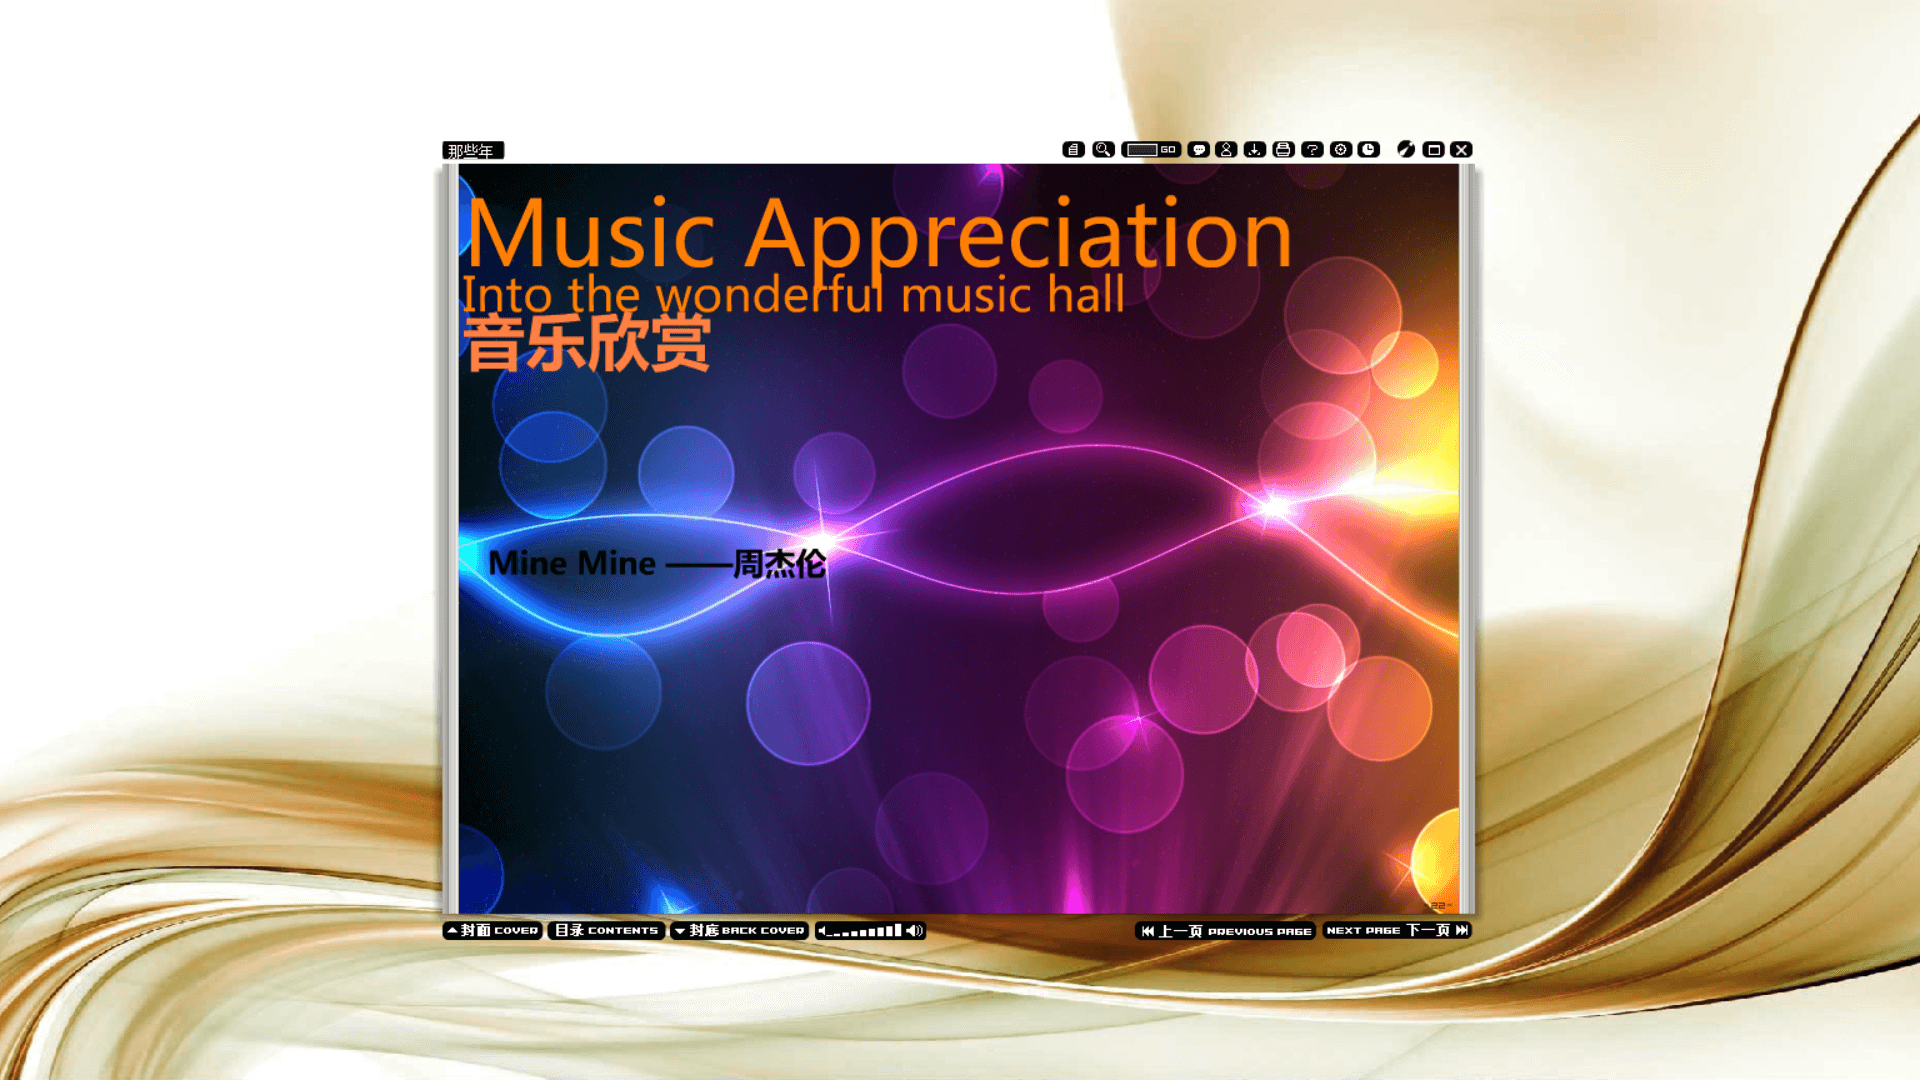 那些年
GO
Music Appreciation
Into the wonderful music hall
音乐欣赏
Mine Mine ——周杰伦
-22-
封面 COVER 目录 CONTENTS 封底 BACK COVER 上一页 PREVIOUS PAGE NEXT PAGE 下一页